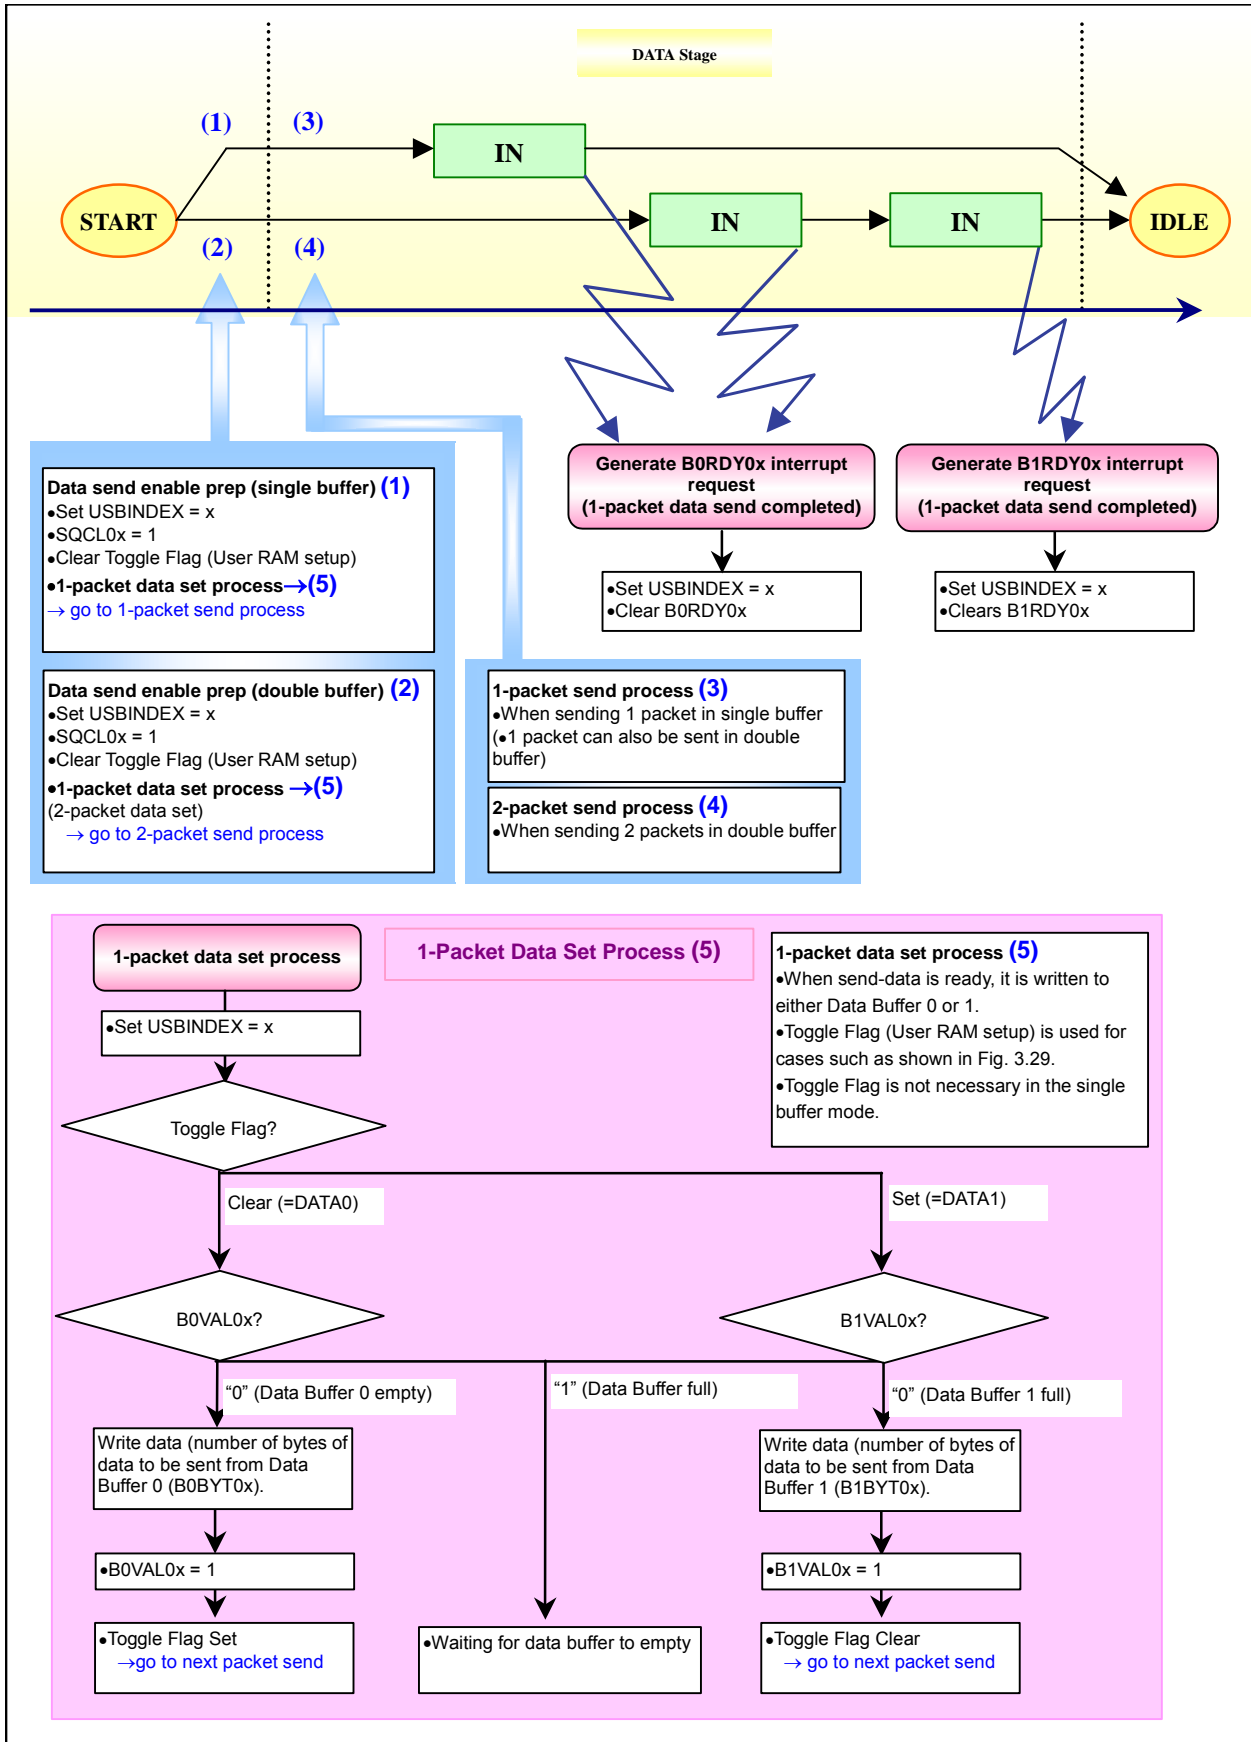 DATA Stage
(1)
(3)
IN
START
IN
IN
IDLE
(2)
(4)
Data send enable prep (single buffer) (1)
●Set USBINDEX = x
●SQCL0x = 1
●Clear Toggle Flag (User RAM setup)
●1-packet data set process→(5)
→ go to 1-packet send process
Data send enable prep (double buffer) (2)
●Set USBINDEX = x
●SQCL0x = 1
●Clear Toggle Flag (User RAM setup)
●1-packet data set process →(5)
(2-packet data set)
→ go to 2-packet send process
Generate B0RDY0x interrupt
request
(1-packet data send completed)
●Set USBINDEX = x
●Clear B0RDY0x
Generate B1RDY0x interrupt
request
(1-packet data send completed)
●Set USBINDEX = x
●Clears B1RDY0x
1-packet send process (3)
●When sending 1 packet in single buffer
(●1 packet can also be sent in double
buffer)
2-packet send process (4)
●When sending 2 packets in double buffer
1-packet data set process
1-Packet Data Set Process (5)
1-packet data set process (5)
●When send-data is ready, it is written to
either Data Buffer 0 or 1.
●Toggle Flag (User RAM setup) is used for
cases such as shown in Fig. 3.29.
●Toggle Flag is not necessary in the single
buffer mode.
●Set USBINDEX = x
Toggle Flag?
Clear (=DATA0)
Set (=DATA1)
B0VAL0x?
B1VAL0x?
“0” (Data Buffer 0 empty)
“1” (Data Buffer full)
“0” (Data Buffer 1 full)
Write data (number of bytes of
data to be sent from Data
Buffer 0 (B0BYT0x).
Write data (number of bytes of
data to be sent from Data
Buffer 1 (B1BYT0x).
●B0VAL0x = 1
●B1VAL0x = 1
●Toggle Flag Set
→go to next packet send
●Waiting for data buffer to empty
●Toggle Flag Clear
→ go to next packet send